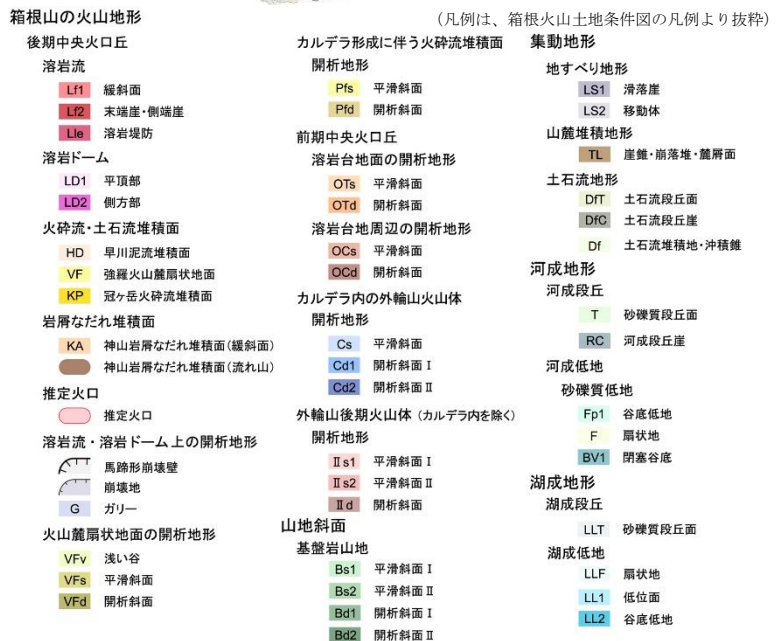 箱根山の火山地形
(凡例は、箱根火山土地条件図の凡例より抜粋)
後期中央火口丘
溶岩流
Lf1 緩斜面
Lf2 末端崖・側端崖
Lle 溶岩堤防
溶岩ドーム
LD1 平頂部
LD2 側方部
火砕流・土石流堆積面
HD 早川泥流堆積面
VF 強羅火山麓扇状地面
KP 冠ヶ岳火砕流堆積面
岩屑なだれ堆積面
KA 神山岩屑なだれ堆積面(緩斜面)
神山岩屑なだれ堆積面(流れ山)
推定火口
推定火口
溶岩流・溶岩ドーム上の開析地形
馬蹄形崩壊壁
崩壊地
G ガリー
火山麓扇状地面の開析地形
VFv 浅い谷
VFs 平滑斜面
VFd 開析斜面
カルデラ形成に伴う火砕流堆積面
開析地形
Pfs 平滑斜面
Pfd 開析斜面
前期中央火口丘
溶岩台地面の開析地形
OTs 平滑斜面
OTd 開析斜面
溶岩台地周辺の開析地形
OCs 平滑斜面
OCd 開析斜面
カルデラ内の外輪山火山体
開析地形
Cs 平滑斜面
Cd1 開析斜面Ⅰ
Cd2 開析斜面Ⅱ
外輪山後期火山体(カルデラ内を除く)
開析地形
Ⅱs1 平滑斜面Ⅰ
Ⅱs2 平滑斜面Ⅱ
Ⅱd 開析斜面
山地斜面
基盤岩山地
Bs1 平滑斜面Ⅰ
Bs2 平滑斜面Ⅱ
Bd1 開析斜面Ⅰ
Bd2 開析斜面Ⅱ
集動地形
地すべり地形
LS1 滑落崖
LS2 移動体
山麓堆積地形
TL 崖錐・崩落堆・麓屑面
土石流地形
DfT 土石流段丘面
DfC 土石流段丘崖
Df 土石流堆積地・沖積錐
河成地形
河成段丘
T 砂礫質段丘面
RC 河成段丘崖
河成低地
砂礫質低地
Fp1 谷底低地
F 扇状地
BV1 閉塞谷底
湖成地形
湖成段丘
LLT 砂礫質段丘面
湖成低地
LLF 扇状地
LL1 低位面
LL2 谷底低地